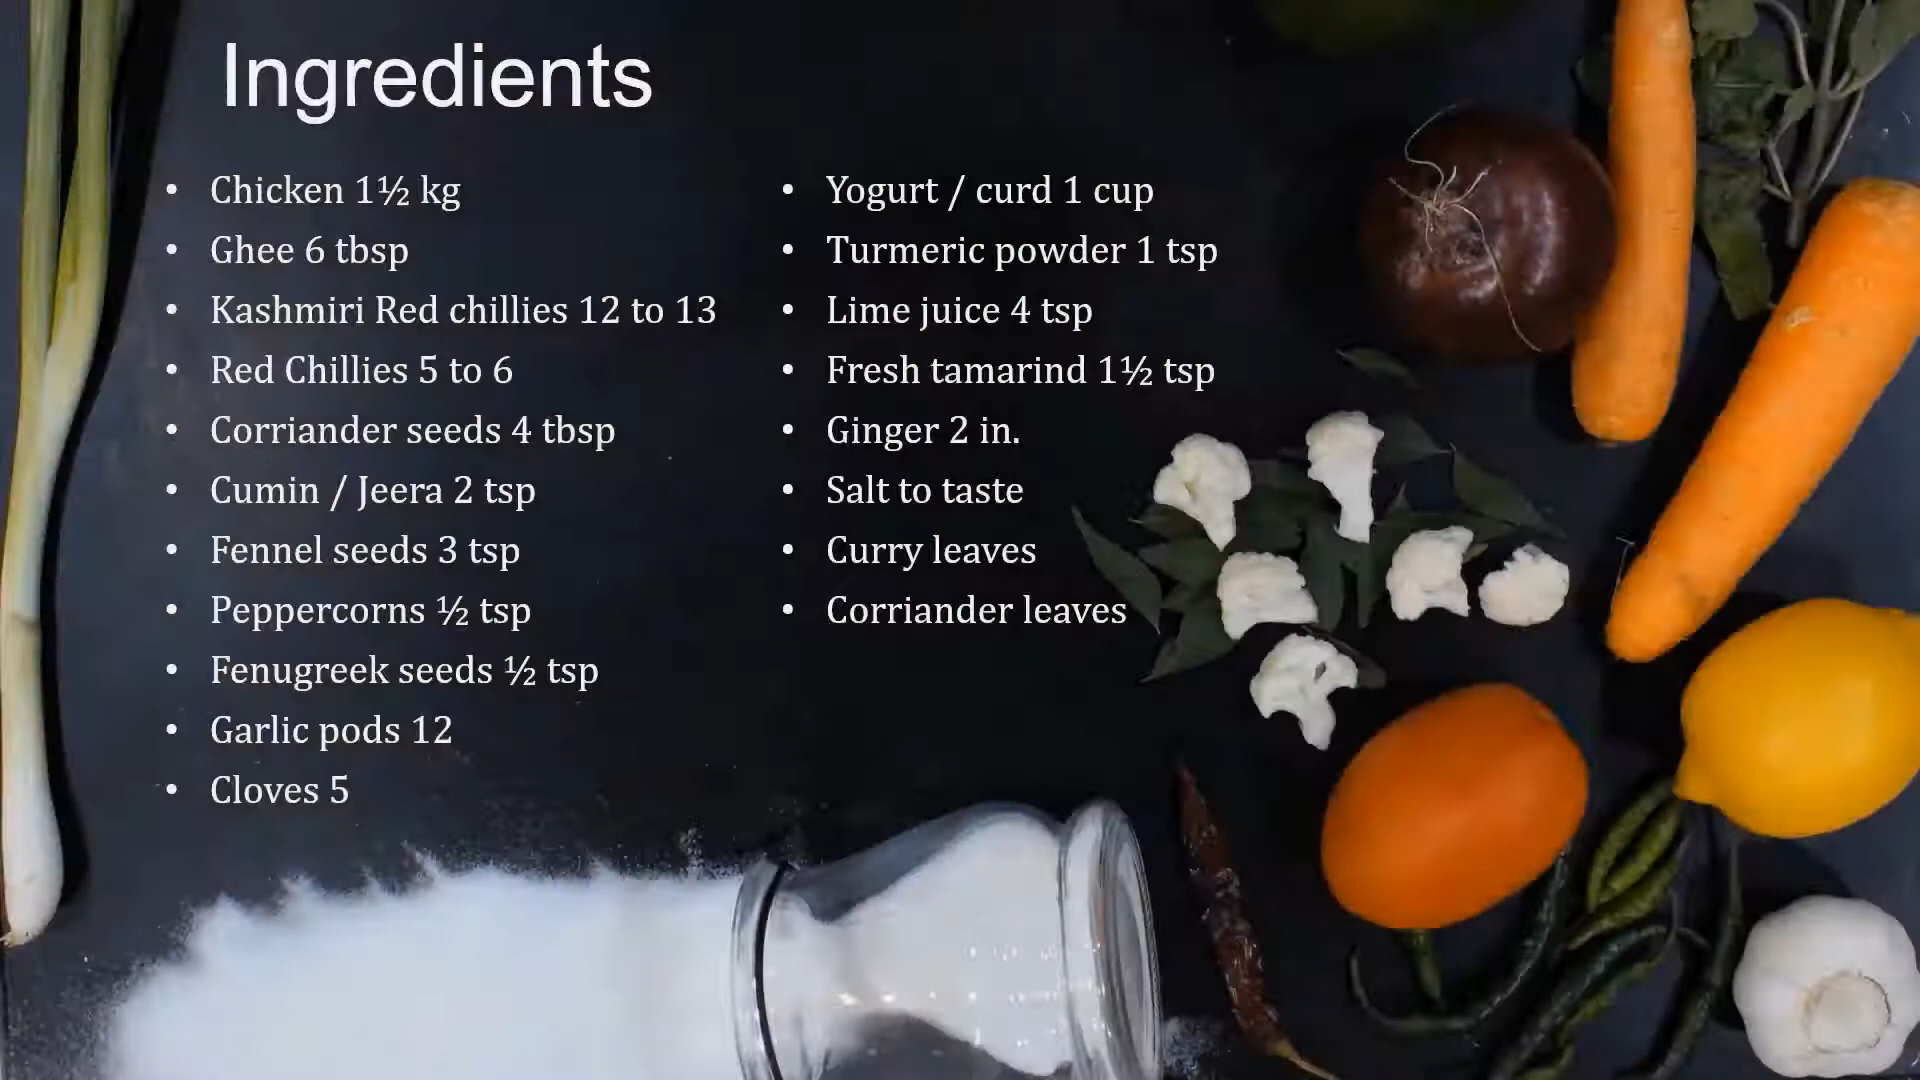 Ingredients
• Chicken 1½ kg
• Ghee 6 tbsp
• Kashmiri Red chillies 12 to 13
• Red Chillies 5 to 6
• Corriander seeds 4 tbsp
• Cumin / Jeera 2 tsp
• Fennel seeds 3 tsp
• Peppercorns ½ tsp
• Fenugreek seeds ½ tsp
• Garlic pods 12
• Cloves 5
• Yogurt / curd 1 cup
• Turmeric powder 1 tsp
• Lime juice 4 tsp
• Fresh tamarind 1½ tsp
• Ginger 2 in.
• Salt to taste
• Curry leaves
• Corriander leaves